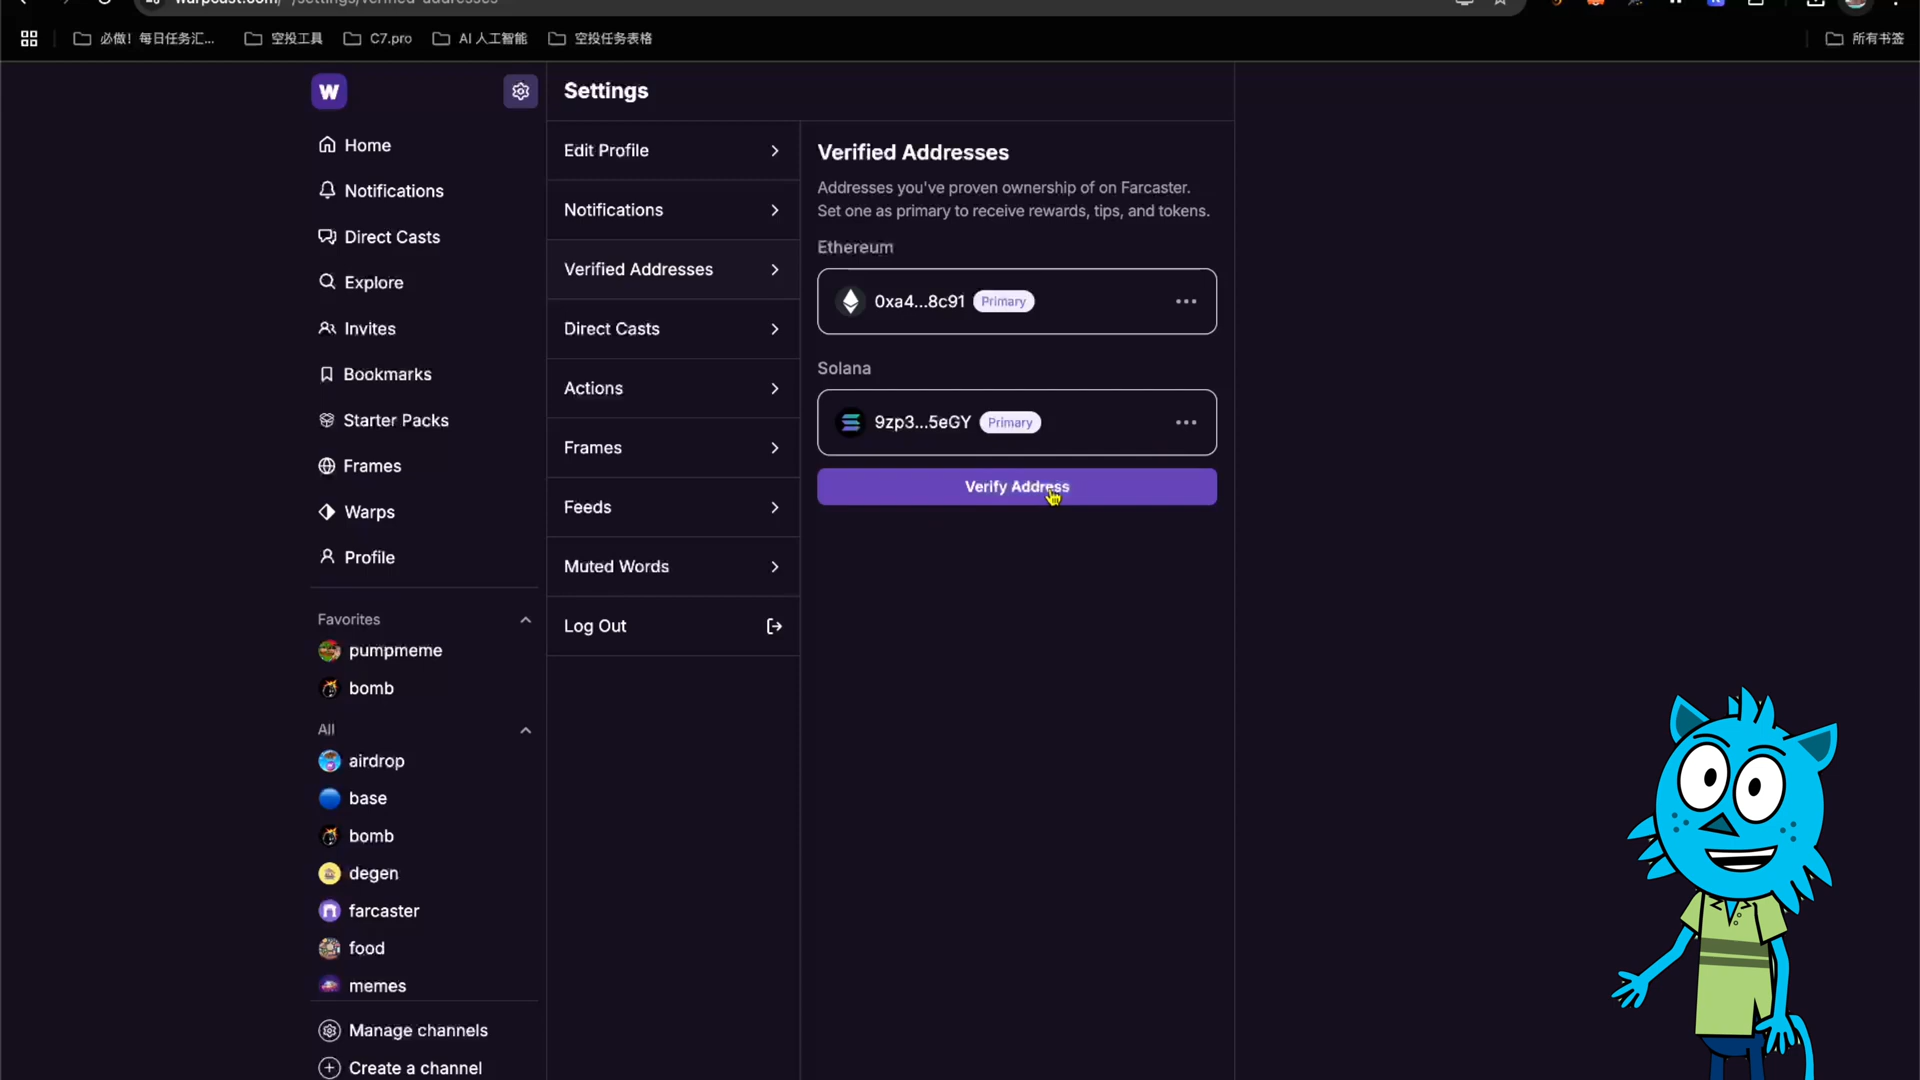 必做！每日任务汇...
空投工具
C7.pro
AI 人工智能
空投任务表格
所有书签
W
Settings
Home
Notifications
Direct Casts
Explore
Invites
Bookmarks
Starter Packs
Frames
Warps
Profile
Favorites
pumpmeme
bomb
All
airdrop
base
bomb
degen
farcaster
food
memes
Manage channels
Create a channel
Edit Profile
Notifications
Verified Addresses
Direct Casts
Actions
Frames
Feeds
Muted Words
Log Out
Verified Addresses
Addresses you've proven ownership of on Farcaster.
Set one as primary to receive rewards, tips, and tokens.
Ethereum
0xa4...8c91 Primary
Solana
9zp3...5eGY Primary
Verify Address